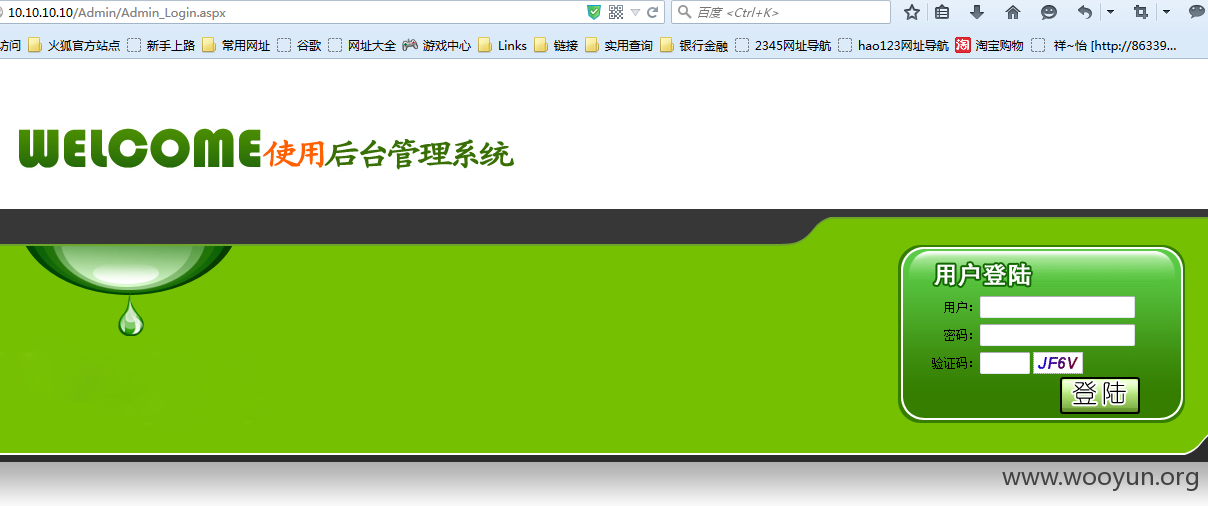 10.10.10.10/Admin/Admin_Login.aspx 百度 <Ctrl+K>
访问 火狐官方站点 新手上路 常用网址 谷歌 网址大全 游戏中心 Links 链接 实用查询 银行金融 2345网址导航 hao123网址导航 淘 淘宝购物 祥~怡 [http://86339...
WELCOME使用后台管理系统
用户登陆
用户:
密码:
验证码: JF6V
登陆
www.wooyun.org